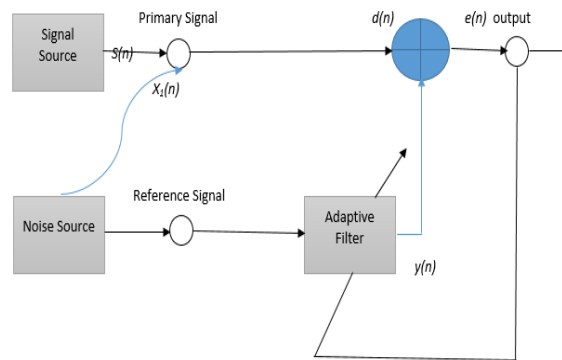 Primary Signal
d(n)
e(n) output
Signal
Source
S(n)
X₁(n)
Reference Signal
Noise Source
Adaptive
Filter
y(n)